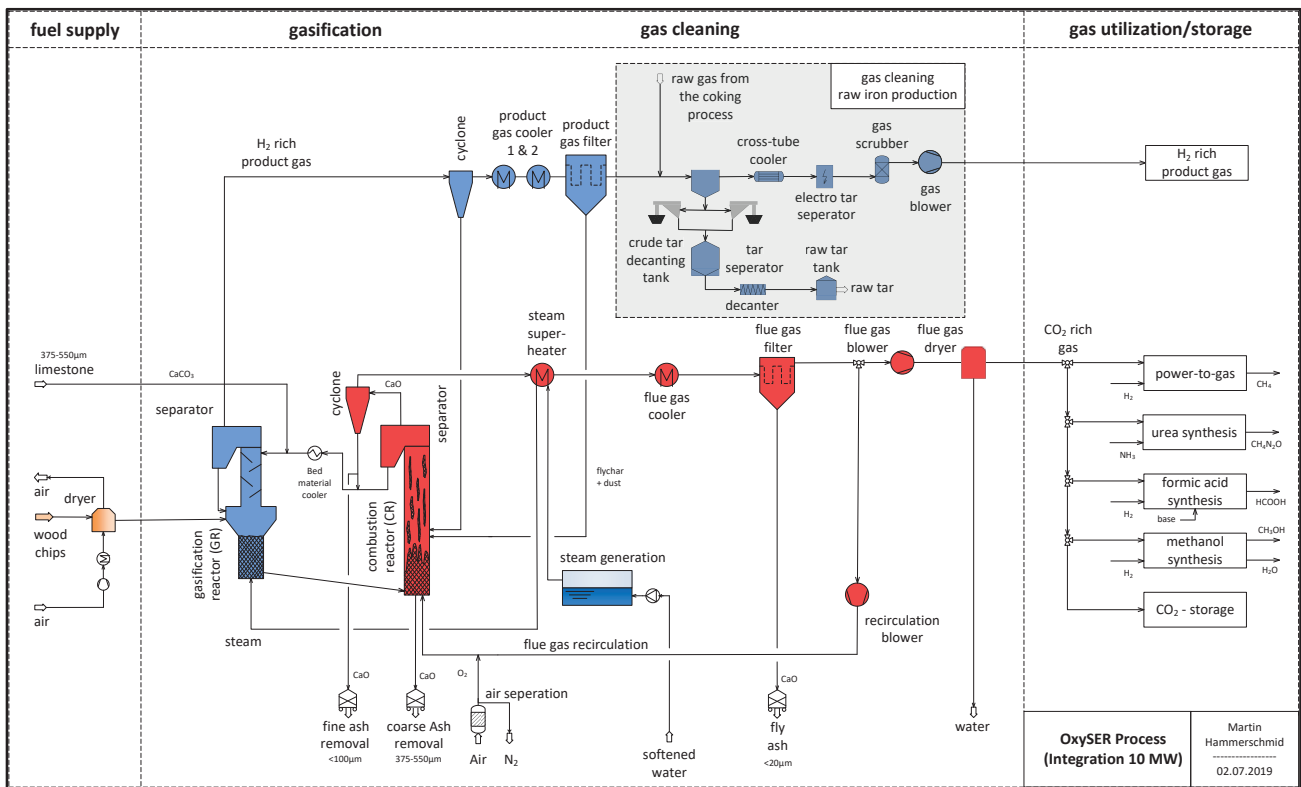 fuel supply
gasification
gas cleaning
gas utilization/storage
gas cleaning
raw iron production
raw gas from
the coking
process
H₂ rich
product gas
cyclone
product
gas cooler
1 & 2
product
gas filter
cross-tube
cooler
gas
scrubber
electro tar
seperator
gas
blower
H₂ rich
product gas
crude tar
decanting
tank
tar
seperator
raw tar
tank
raw tar
decanter
375-550µm
limestone
CaCO₃
separator
cyclone
CaO
separator
steam
super-
heater
M
M
M
M
M
flue gas
cooler
flue gas
filter
flue gas
blower
flue gas
dryer
CO₂ rich
gas
power-to-gas
H₂
CH₄
urea synthesis
NH₃
CH₄N₂O
formic acid
synthesis
H₂
base
HCOOH
methanol
synthesis
H₂
CH₃OH
H₂O
CO₂ - storage
air
dryer
wood
chips
air
Bed
material
cooler
gasification
reactor (GR)
combustion
reactor (CR)
flychar
+ dust
steam generation
steam
flue gas recirculation
recirculation
blower
O₂
air seperation
CaO
fine ash
removal
<100µm
CaO
coarse Ash
removal
375-550µm
Air
N₂
softened
water
CaO
fly
ash
<20µm
water
OxySER Process
(Integration 10 MW)
Martin
Hammerschmid
----------------
02.07.2019